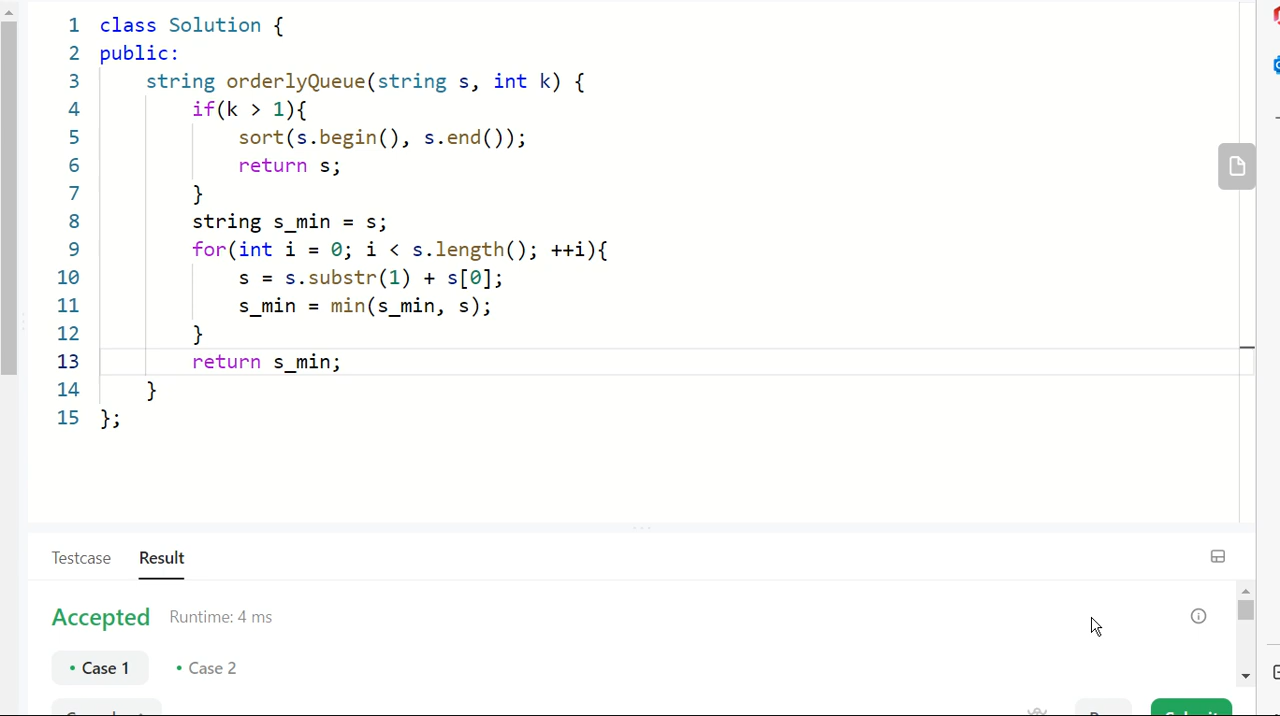 1 class Solution {
2 public:
3     string orderlyQueue(string s, int k) {
4         if(k > 1){
5             sort(s.begin(), s.end());
6             return s;
7         }
8         string s_min = s;
9         for(int i = 0; i < s.length(); ++i){
10             s = s.substr(1) + s[0];
11             s_min = min(s_min, s);
12         }
13         return s_min;
14     }
15 };
Testcase Result
Accepted Runtime: 4 ms
• Case 1 • Case 2